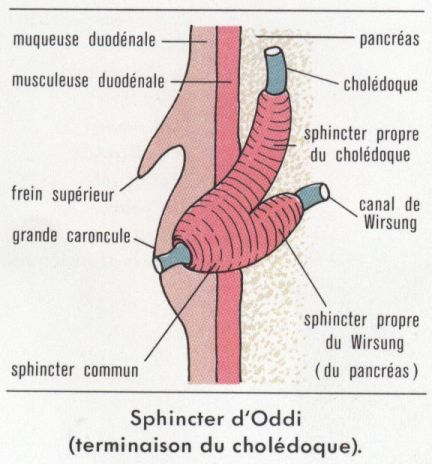 muqueuse duodénale
musculeuse duodénale
frein supérieur
grande caroncule
sphincter commun
pancréas
cholédoque
sphincter propre
du cholédoque
canal de
Wirsung
sphincter propre
du Wirsung
(du pancréas)
Sphincter d'Oddi
(terminaison du cholédoque).